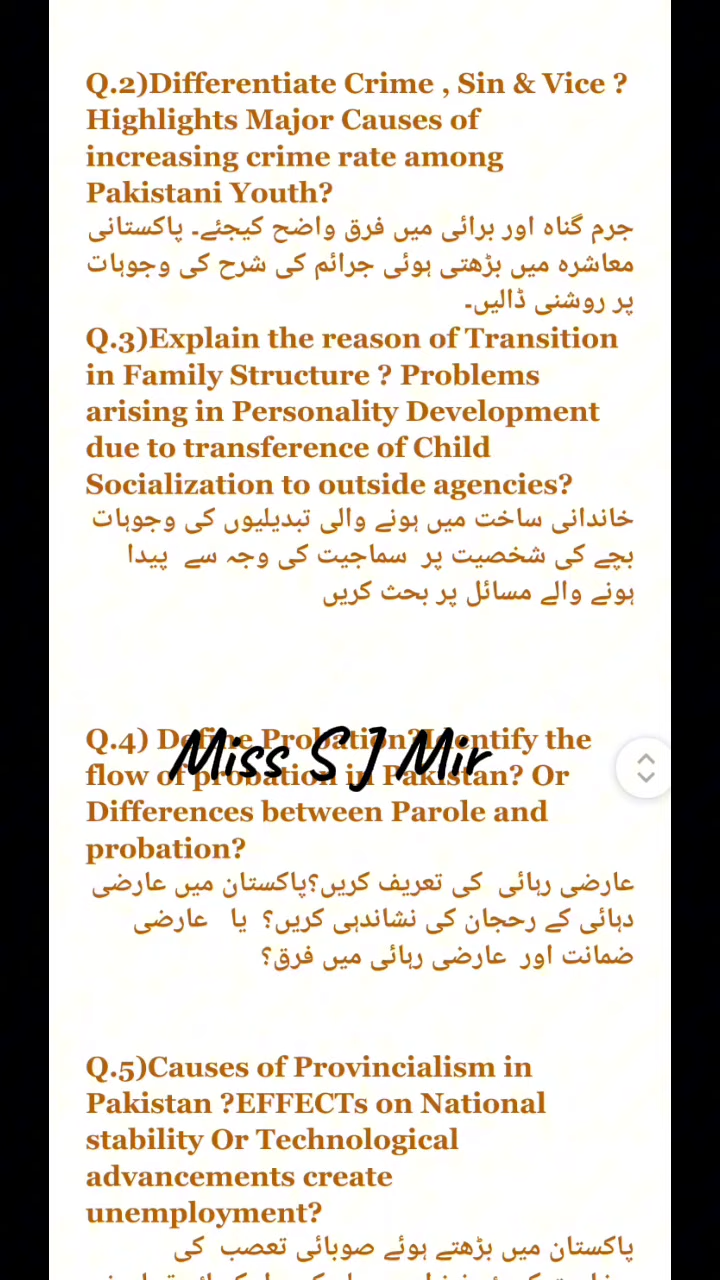 Q.2)Differentiate Crime , Sin & Vice ?
Highlights Major Causes of
increasing crime rate among
Pakistani Youth?
جرم گناہ اور برائی میں فرق واضح کیجئے۔ پاکستانی
معاشرہ میں بڑھتی ہوئی جرائم کی شرح کی وجوہات
پر روشنی ڈالیں۔
Q.3)Explain the reason of Transition
in Family Structure ? Problems
arising in Personality Development
due to transference of Child
Socialization to outside agencies?
خاندانی ساخت میں ہونے والی تبدیلیوں کی وجوہات
بچے کی شخصیت پر سماجیت کی وجہ سے پیدا
ہونے والے مسائل پر بحث کریں
Q.4) Define Probation?Identify the
Miss S J Mir
flow of probation in Pakistan? Or
Differences between Parole and
probation?
عارضی رہائی کی تعریف کریں؟پاکستان میں عارضی
دہائی کے رحجان کی نشاندہی کریں؟ یا عارضی
ضمانت اور عارضی رہائی میں فرق؟
Q.5)Causes of Provincialism in
Pakistan ?EFFECTs on National
stability Or Technological
advancements create
unemployment?
پاکستان میں بڑھتے ہوئے صوبائی تعصب کی